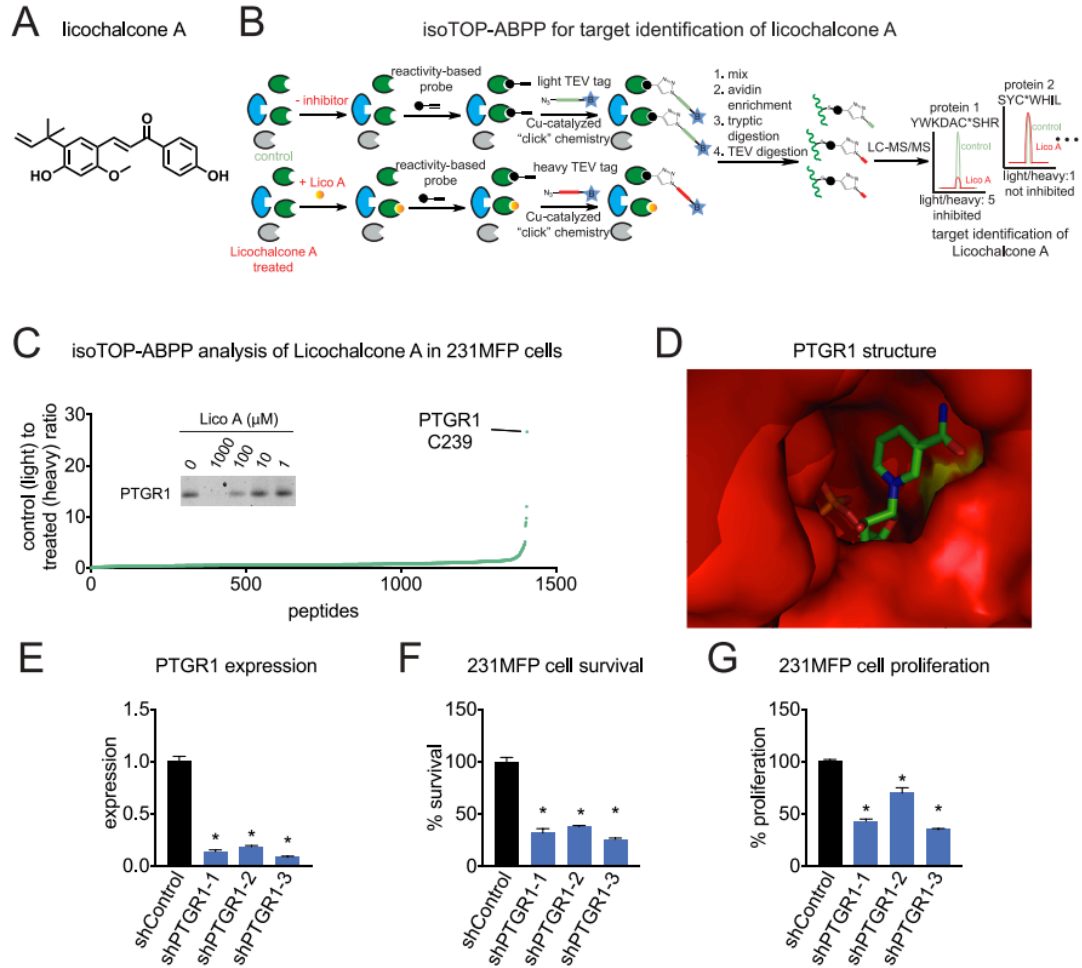 A licochalcone A
B isoTOP-ABPP for target identification of licochalcone A
O
HO
O
OH
- inhibitor
control
reactivity-based
probe
light TEV tag
N₃
B
Cu-catalyzed
"click" chemistry
B
B
+ Lico A
Licochalcone A
treated
reactivity-based
probe
heavy TEV tag
N₃
B
Cu-catalyzed
"click" chemistry
B
1. mix
2. avidin
enrichment
3. tryptic
digestion
4. TEV digestion
LC-MS/MS
protein 1
YWKDAC*SHR
control
Lico A
light/heavy: 5
inhibited
protein 2
SYC*WHIL
control
Lico A
light/heavy:1
not inhibited
target identification of
Licochalcone A
C isoTOP-ABPP analysis of Licochalcone A in 231MFP cells
control (light) to
treated (heavy) ratio
30
20
10
0
0 500 1000 1500
peptides
Lico A (µM)
0 1000 100 10 1
PTGR1
PTGR1
C239
D PTGR1 structure
E PTGR1 expression
expression
1.5
1.0
0.5
0.0
* * *
shControl
shPTGR1-1
shPTGR1-2
shPTGR1-3
F 231MFP cell survival
% survival
150
100
50
0
* * *
shControl
shPTGR1-1
shPTGR1-2
shPTGR1-3
G 231MFP cell proliferation
% proliferation
150
100
50
0
* * *
shControl
shPTGR1-1
shPTGR1-2
shPTGR1-3